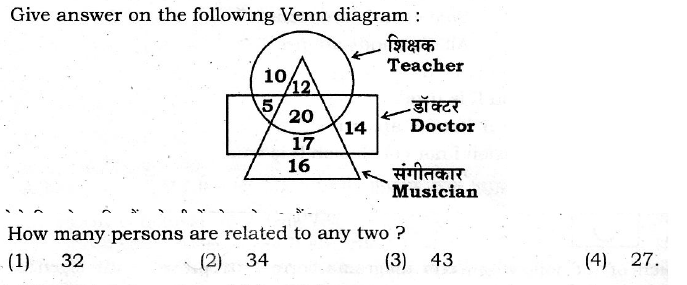 Give answer on the following Venn diagram :
शिक्षक
Teacher
10
12
5
20
14
डॉक्टर
Doctor
17
16
संगीतकार
Musician
How many persons are related to any two ?
(1) 32 (2) 34 (3) 43 (4) 27.